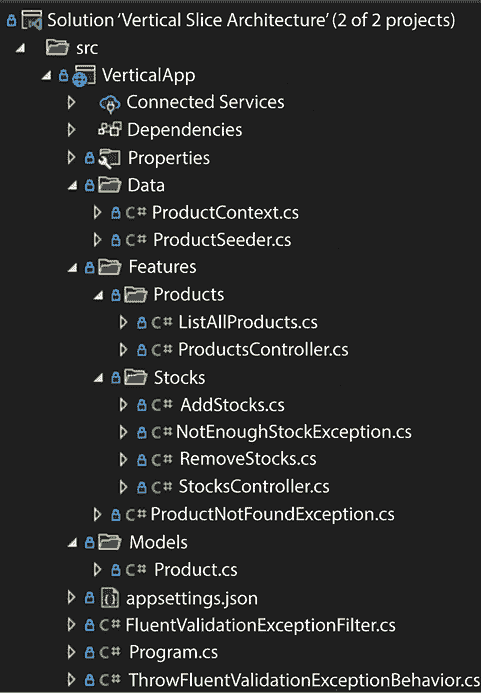 Solution 'Vertical Slice Architecture' (2 of 2 projects)
src
VerticalApp
Connected Services
Dependencies
Properties
Data
C# ProductContext.cs
C# ProductSeeder.cs
Features
Products
C# ListAllProducts.cs
C# ProductsController.cs
Stocks
C# AddStocks.cs
C# NotEnoughStockException.cs
C# RemoveStocks.cs
C# StocksController.cs
C# ProductNotFoundException.cs
Models
C# Product.cs
appsettings.json
C# FluentValidationExceptionFilter.cs
C# Program.cs
C# ThrowFluentValidationExceptionBehavior.cs